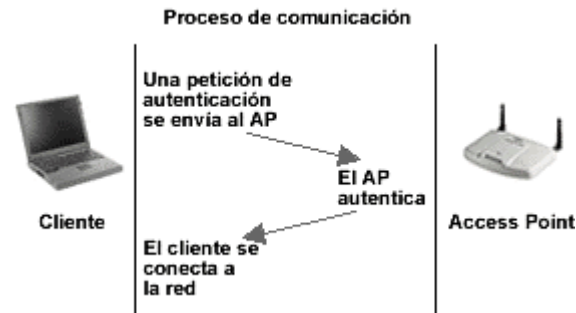 Proceso de comunicación
Una petición de
autenticación
se envía al AP
El AP
autentica
Cliente
Access Point
El cliente se
conecta a
la red